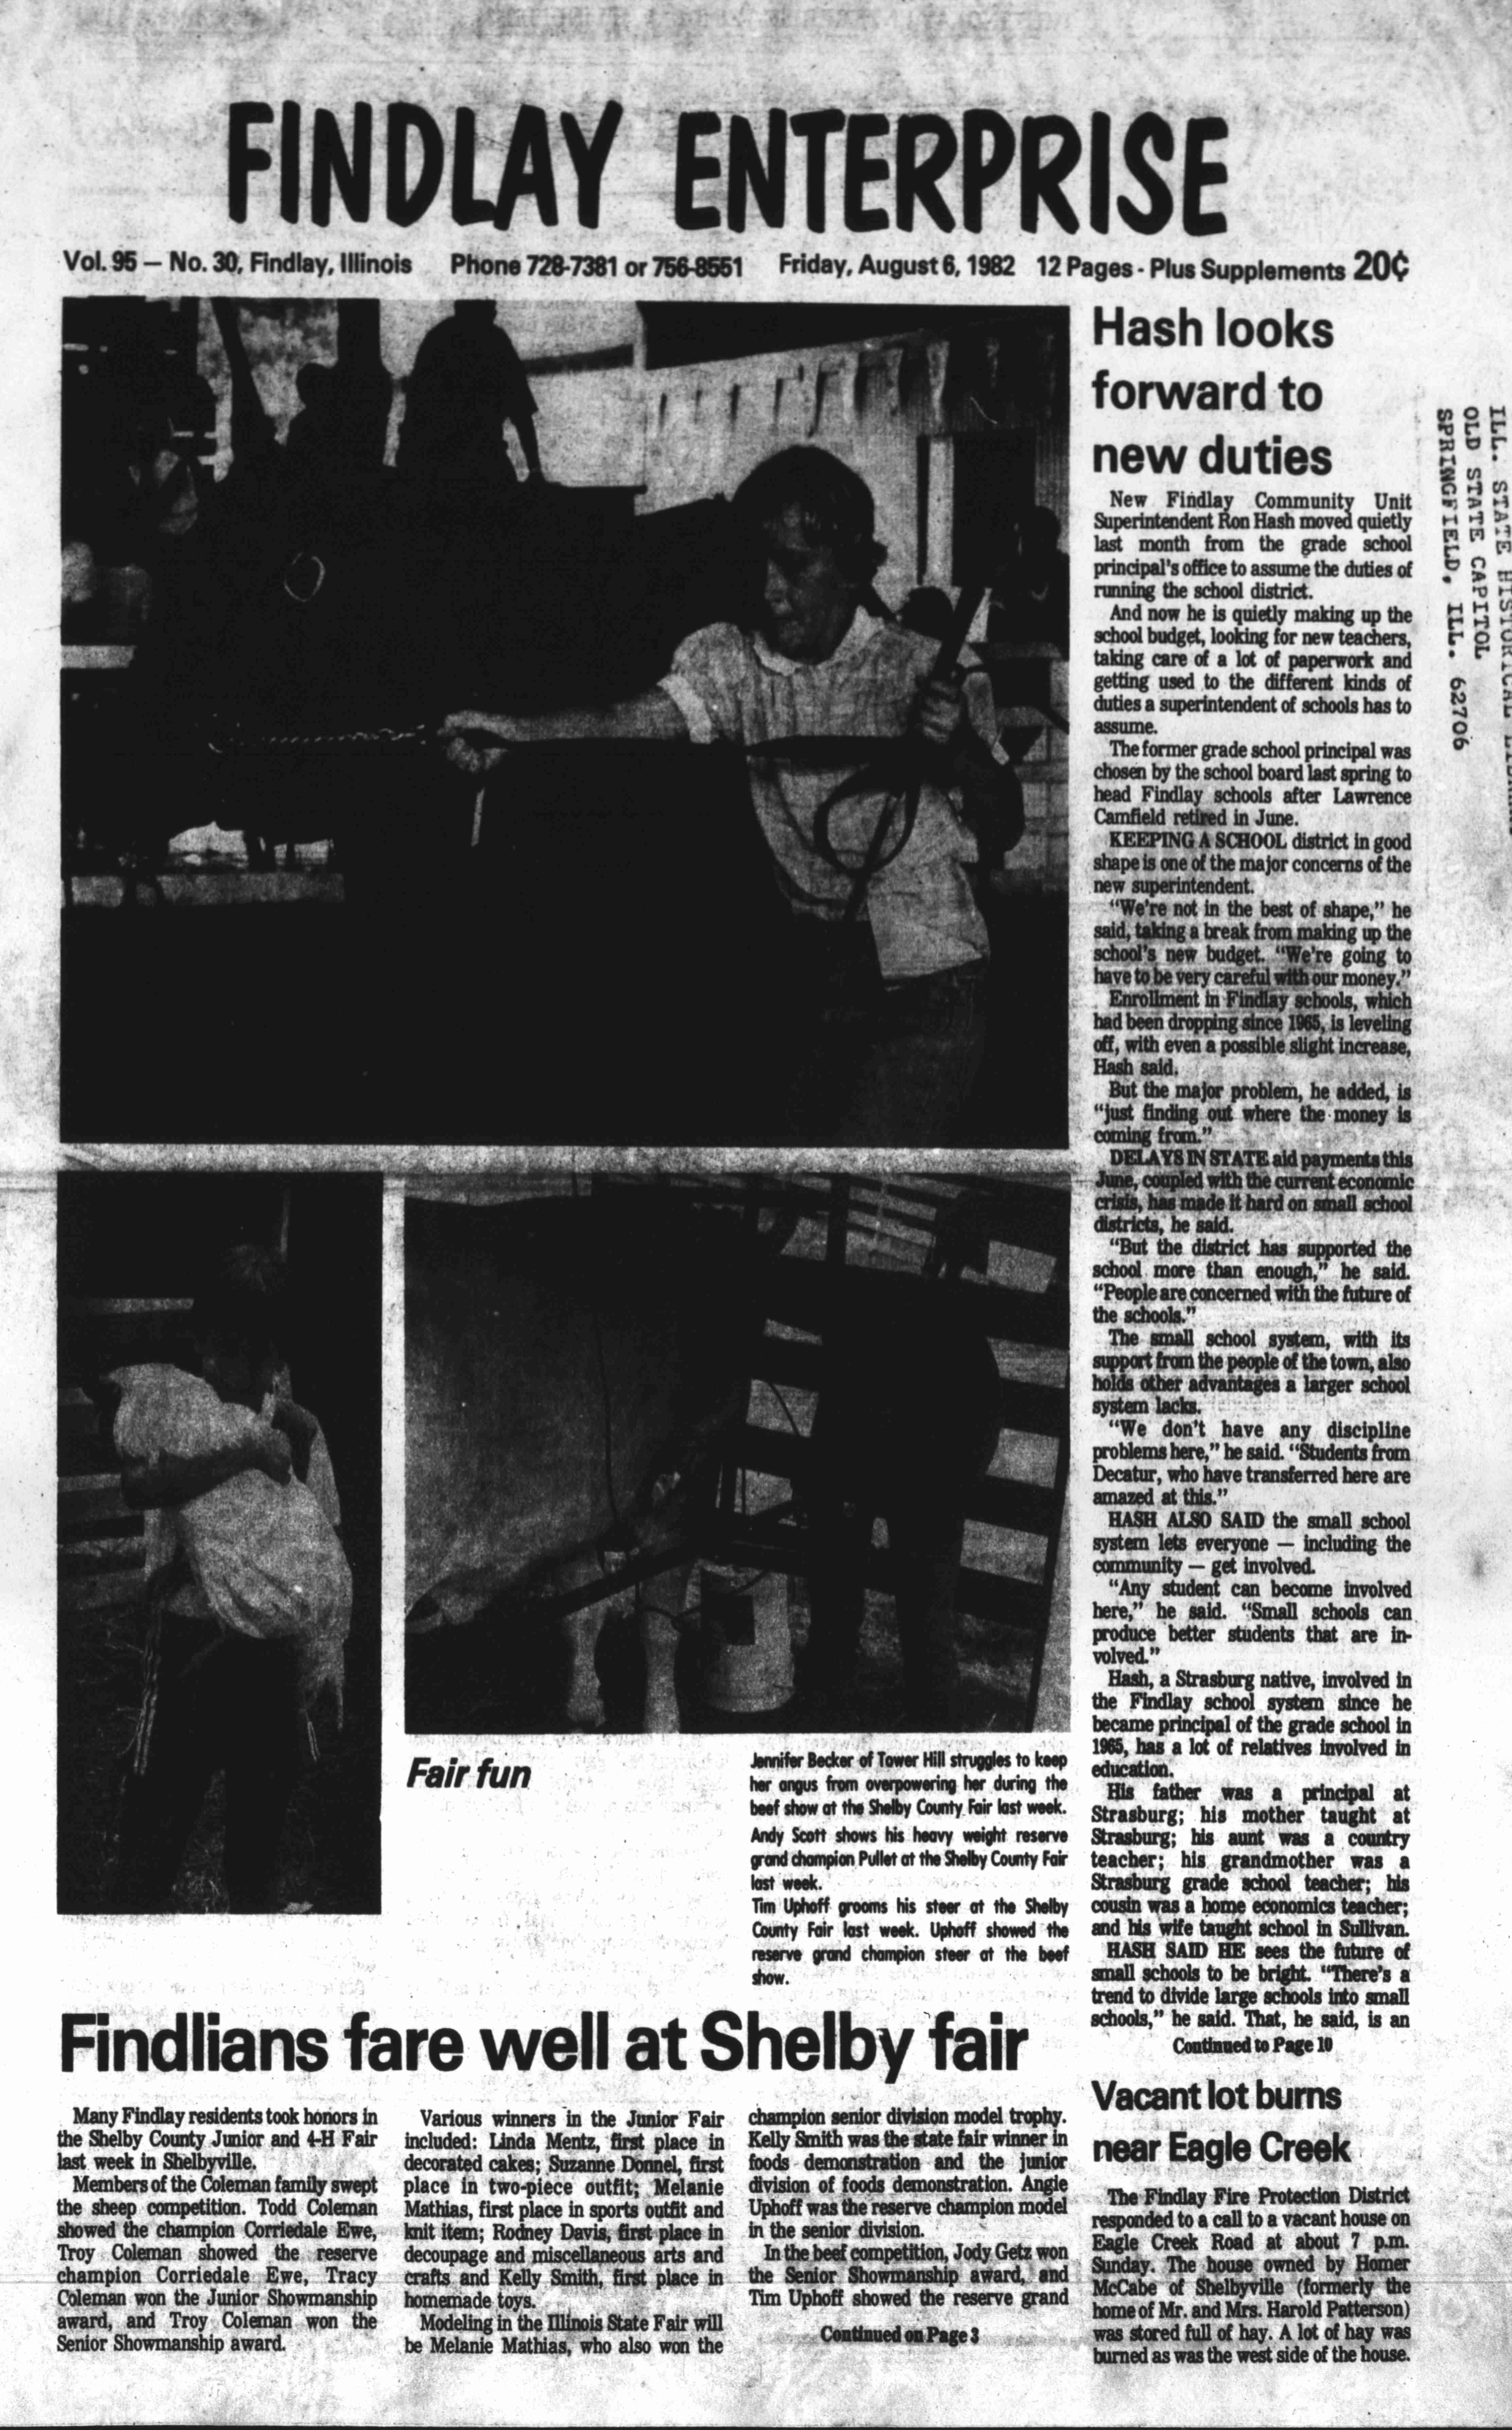 FINDLAY ENTERPRISE
Vol. 95 — No. 30, Findlay, Illinois Phone 728-7381 or 756-8551 Friday, August 6, 1982 12 Pages - Plus Supplements 20¢
Hash looks
forward to
new duties
New Findlay Community Unit
Superintendent Ron Hash moved quietly
last month from the grade school
principal's office to assume the duties of
running the school district.
And now he is quietly making up the
school budget, looking for new teachers,
taking care of a lot of paperwork and
getting used to the different kinds of
duties a superintendent of schools has to
assume.
The former grade school principal was
chosen by the school board last spring to
head Findlay schools after Lawrence
Camfield retired in June.
KEEPING A SCHOOL district in good
shape is one of the major concerns of the
new superintendent.
"We're not in the best of shape," he
said, taking a break from making up the
school's new budget. "We're going to
have to be very careful with our money."
Enrollment in Findlay schools, which
had been dropping since 1965, is leveling
off, with even a possible slight increase,
Hash said.
But the major problem, he added, is
"just finding out where the money is
coming from."
DELAYS IN STATE aid payments this
June, coupled with the current economic
crisis, has made it hard on small school
districts, he said.
"But the district has supported the
school more than enough," he said.
"People are concerned with the future of
the schools."
The small school system, with its
support from the people of the town, also
holds other advantages a larger school
system lacks.
"We don't have any discipline
problems here," he said. "Students from
Decatur, who have transferred here are
amazed at this."
HASH ALSO SAID the small school
system lets everyone — including the
community — get involved.
"Any student can become involved
here," he said. "Small schools can
produce better students that are in-
volved."
Hash, a Strasburg native, involved in
the Findlay school system since he
became principal of the grade school in
1965, has a lot of relatives involved in
education.
His father was a principal at
Strasburg; his mother taught at
Strasburg; his aunt was a country
teacher; his grandmother was a
Strasburg grade school teacher; his
cousin was a home economics teacher;
and his wife taught school in Sullivan.
HASH SAID HE sees the future of
small schools to be bright. "There's a
trend to divide large schools into small
schools," he said. That, he said, is an
Continued to Page 10
ILL. STATE HISTORICAL
OLD STATE CAPITOL
SPRINGFIELD, ILL. 62706
Fair fun
Jennifer Becker of Tower Hill struggles to keep
her angus from overpowering her during the
beef show at the Shelby County Fair last week.
Andy Scott shows his heavy weight reserve
grand champion Pullet at the Shelby County Fair
last week.
Tim Uphoff grooms his steer at the Shelby
County Fair last week. Uphoff showed the
reserve grand champion steer at the beef
show.
Findlians fare well at Shelby fair
Many Findlay residents took honors in
the Shelby County Junior and 4-H Fair
last week in Shelbyville.
Members of the Coleman family swept
the sheep competition. Todd Coleman
showed the champion Corriedale Ewe,
Troy Coleman showed the reserve
champion Corriedale Ewe, Tracy
Coleman won the Junior Showmanship
award, and Troy Coleman won the
Senior Showmanship award.
Various winners in the Junior Fair
included: Linda Mentz, first place in
decorated cakes; Suzanne Donnel, first
place in two-piece outfit; Melanie
Mathias, first place in sports outfit and
knit item; Rodney Davis, first place in
decoupage and miscellaneous arts and
crafts and Kelly Smith, first place in
homemade toys.
Modeling in the Illinois State Fair will
be Melanie Mathias, who also won the
champion senior division model trophy.
Kelly Smith was the state fair winner in
foods demonstration and the junior
division of foods demonstration. Angie
Uphoff was the reserve champion model
in the senior division.
In the beef competition, Jody Getz won
the Senior Showmanship award, and
Tim Uphoff showed the reserve grand
Continued on Page 3
Vacant lot burns
near Eagle Creek
The Findlay Fire Protection District
responded to a call to a vacant house on
Eagle Creek Road at about 7 p.m.
Sunday. The house owned by Homer
McCabe of Shelbyville (formerly the
home of Mr. and Mrs. Harold Patterson)
was stored full of hay. A lot of hay was
burned as was the west side of the house.